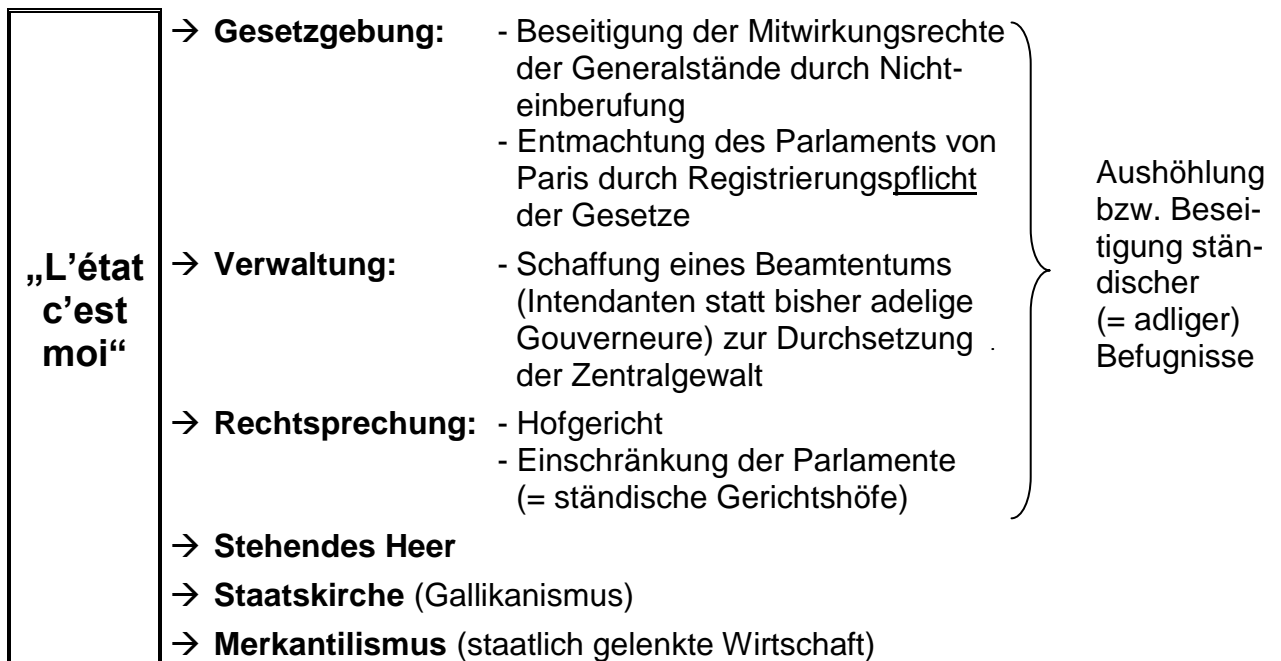 „L’état
c’est
moi“
→ Gesetzgebung: - Beseitigung der Mitwirkungsrechte
der Generalstände durch Nicht-
einberufung
- Entmachtung des Parlaments von
Paris durch Registrierungspflicht
der Gesetze
→ Verwaltung: - Schaffung eines Beamtentums
(Intendanten statt bisher adelige
Gouverneure) zur Durchsetzung .
der Zentralgewalt
→ Rechtsprechung: - Hofgericht
- Einschränkung der Parlamente
(= ständische Gerichtshöfe)
→ Stehendes Heer
→ Staatskirche (Gallikanismus)
→ Merkantilismus (staatlich gelenkte Wirtschaft)
Aushöhlung
bzw. Besei-
tigung stän-
discher
(= adliger)
Befugnisse